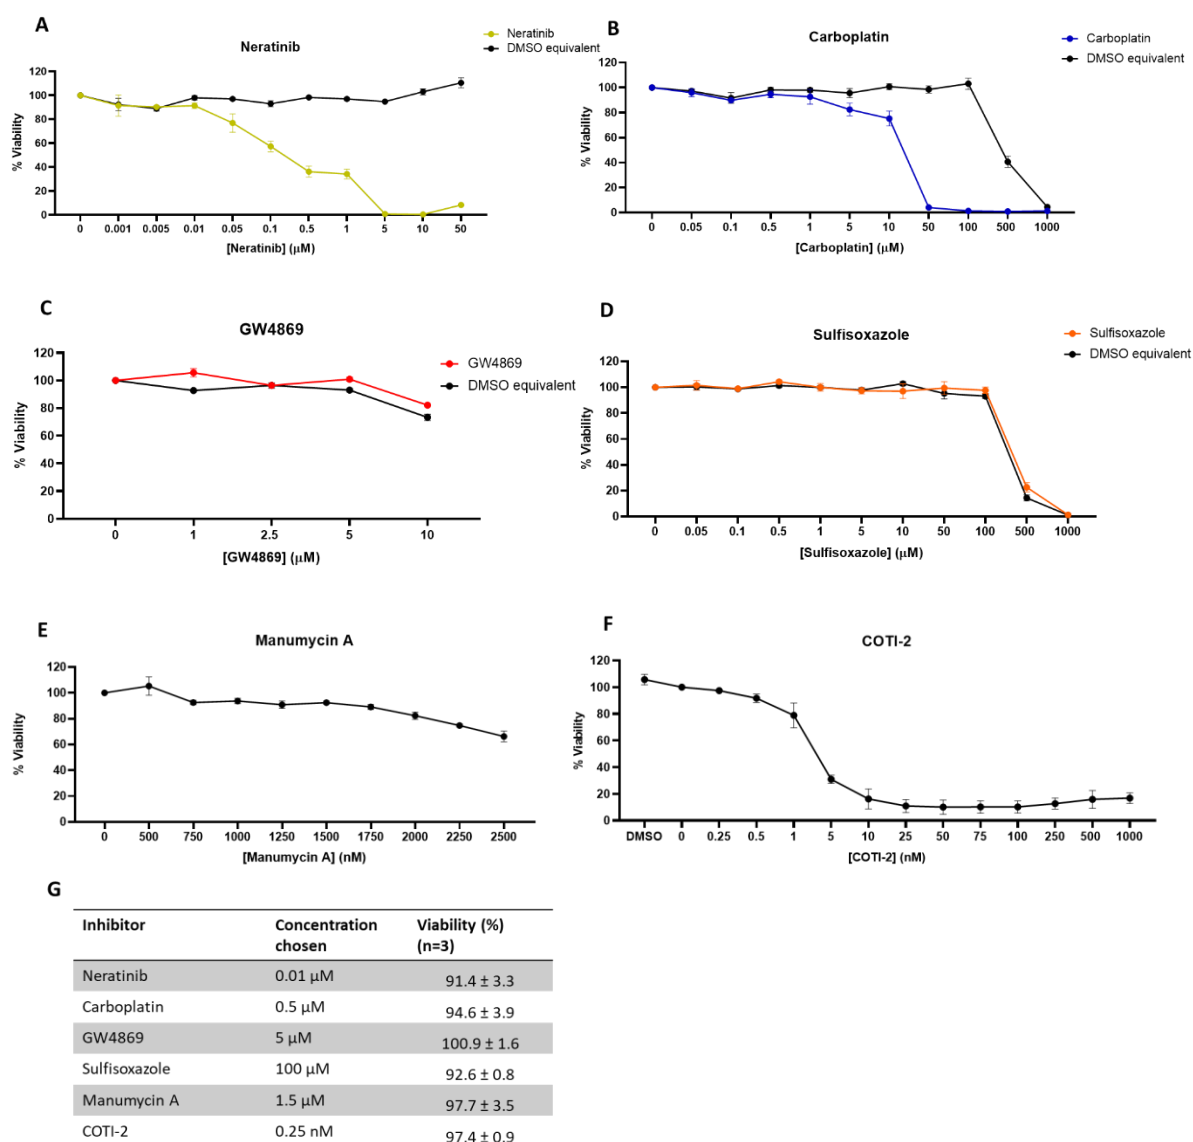 A
Neratinib
Neratinib
DMSO equivalent
% Viability
120
100
80
60
40
20
0
0 0.001 0.005 0.01 0.05 0.1 0.5 1 5 10 50
[Neratinib] (μM)
B
Carboplatin
Carboplatin
DMSO equivalent
% Viability
120
100
80
60
40
20
0
0 0.05 0.1 0.5 1 5 10 50 100 500 1000
[Carboplatin] (μM)
C
GW4869
GW4869
DMSO equivalent
% Viability
120
100
80
60
40
20
0
0 1 2.5 5 10
[GW4869] (μM)
D
Sulfisoxazole
Sulfisoxazole
DMSO equivalent
% Viability
120
100
80
60
40
20
0
0 0.05 0.1 0.5 1 5 10 50 100 500 1000
[Sulfisoxazole] (μM)
E
Manumycin A
% Viability
120
100
80
60
40
20
0
0 500 750 1000 1250 1500 1750 2000 2250 2500
[Manumycin A] (nM)
F
COTI-2
% Viability
120
100
80
60
40
20
0
DMSO 0 0.25 0.5 1 5 10 25 50 75 100 250 500 1000
[COTI-2] (nM)
G
Inhibitor Concentration Viability (%)
chosen (n=3)
Neratinib 0.01 μM 91.4 ± 3.3
Carboplatin 0.5 μM 94.6 ± 3.9
GW4869 5 μM 100.9 ± 1.6
Sulfisoxazole 100 μM 92.6 ± 0.8
Manumycin A 1.5 μM 97.7 ± 3.5
COTI-2 0.25 nM 97.4 ± 0.9